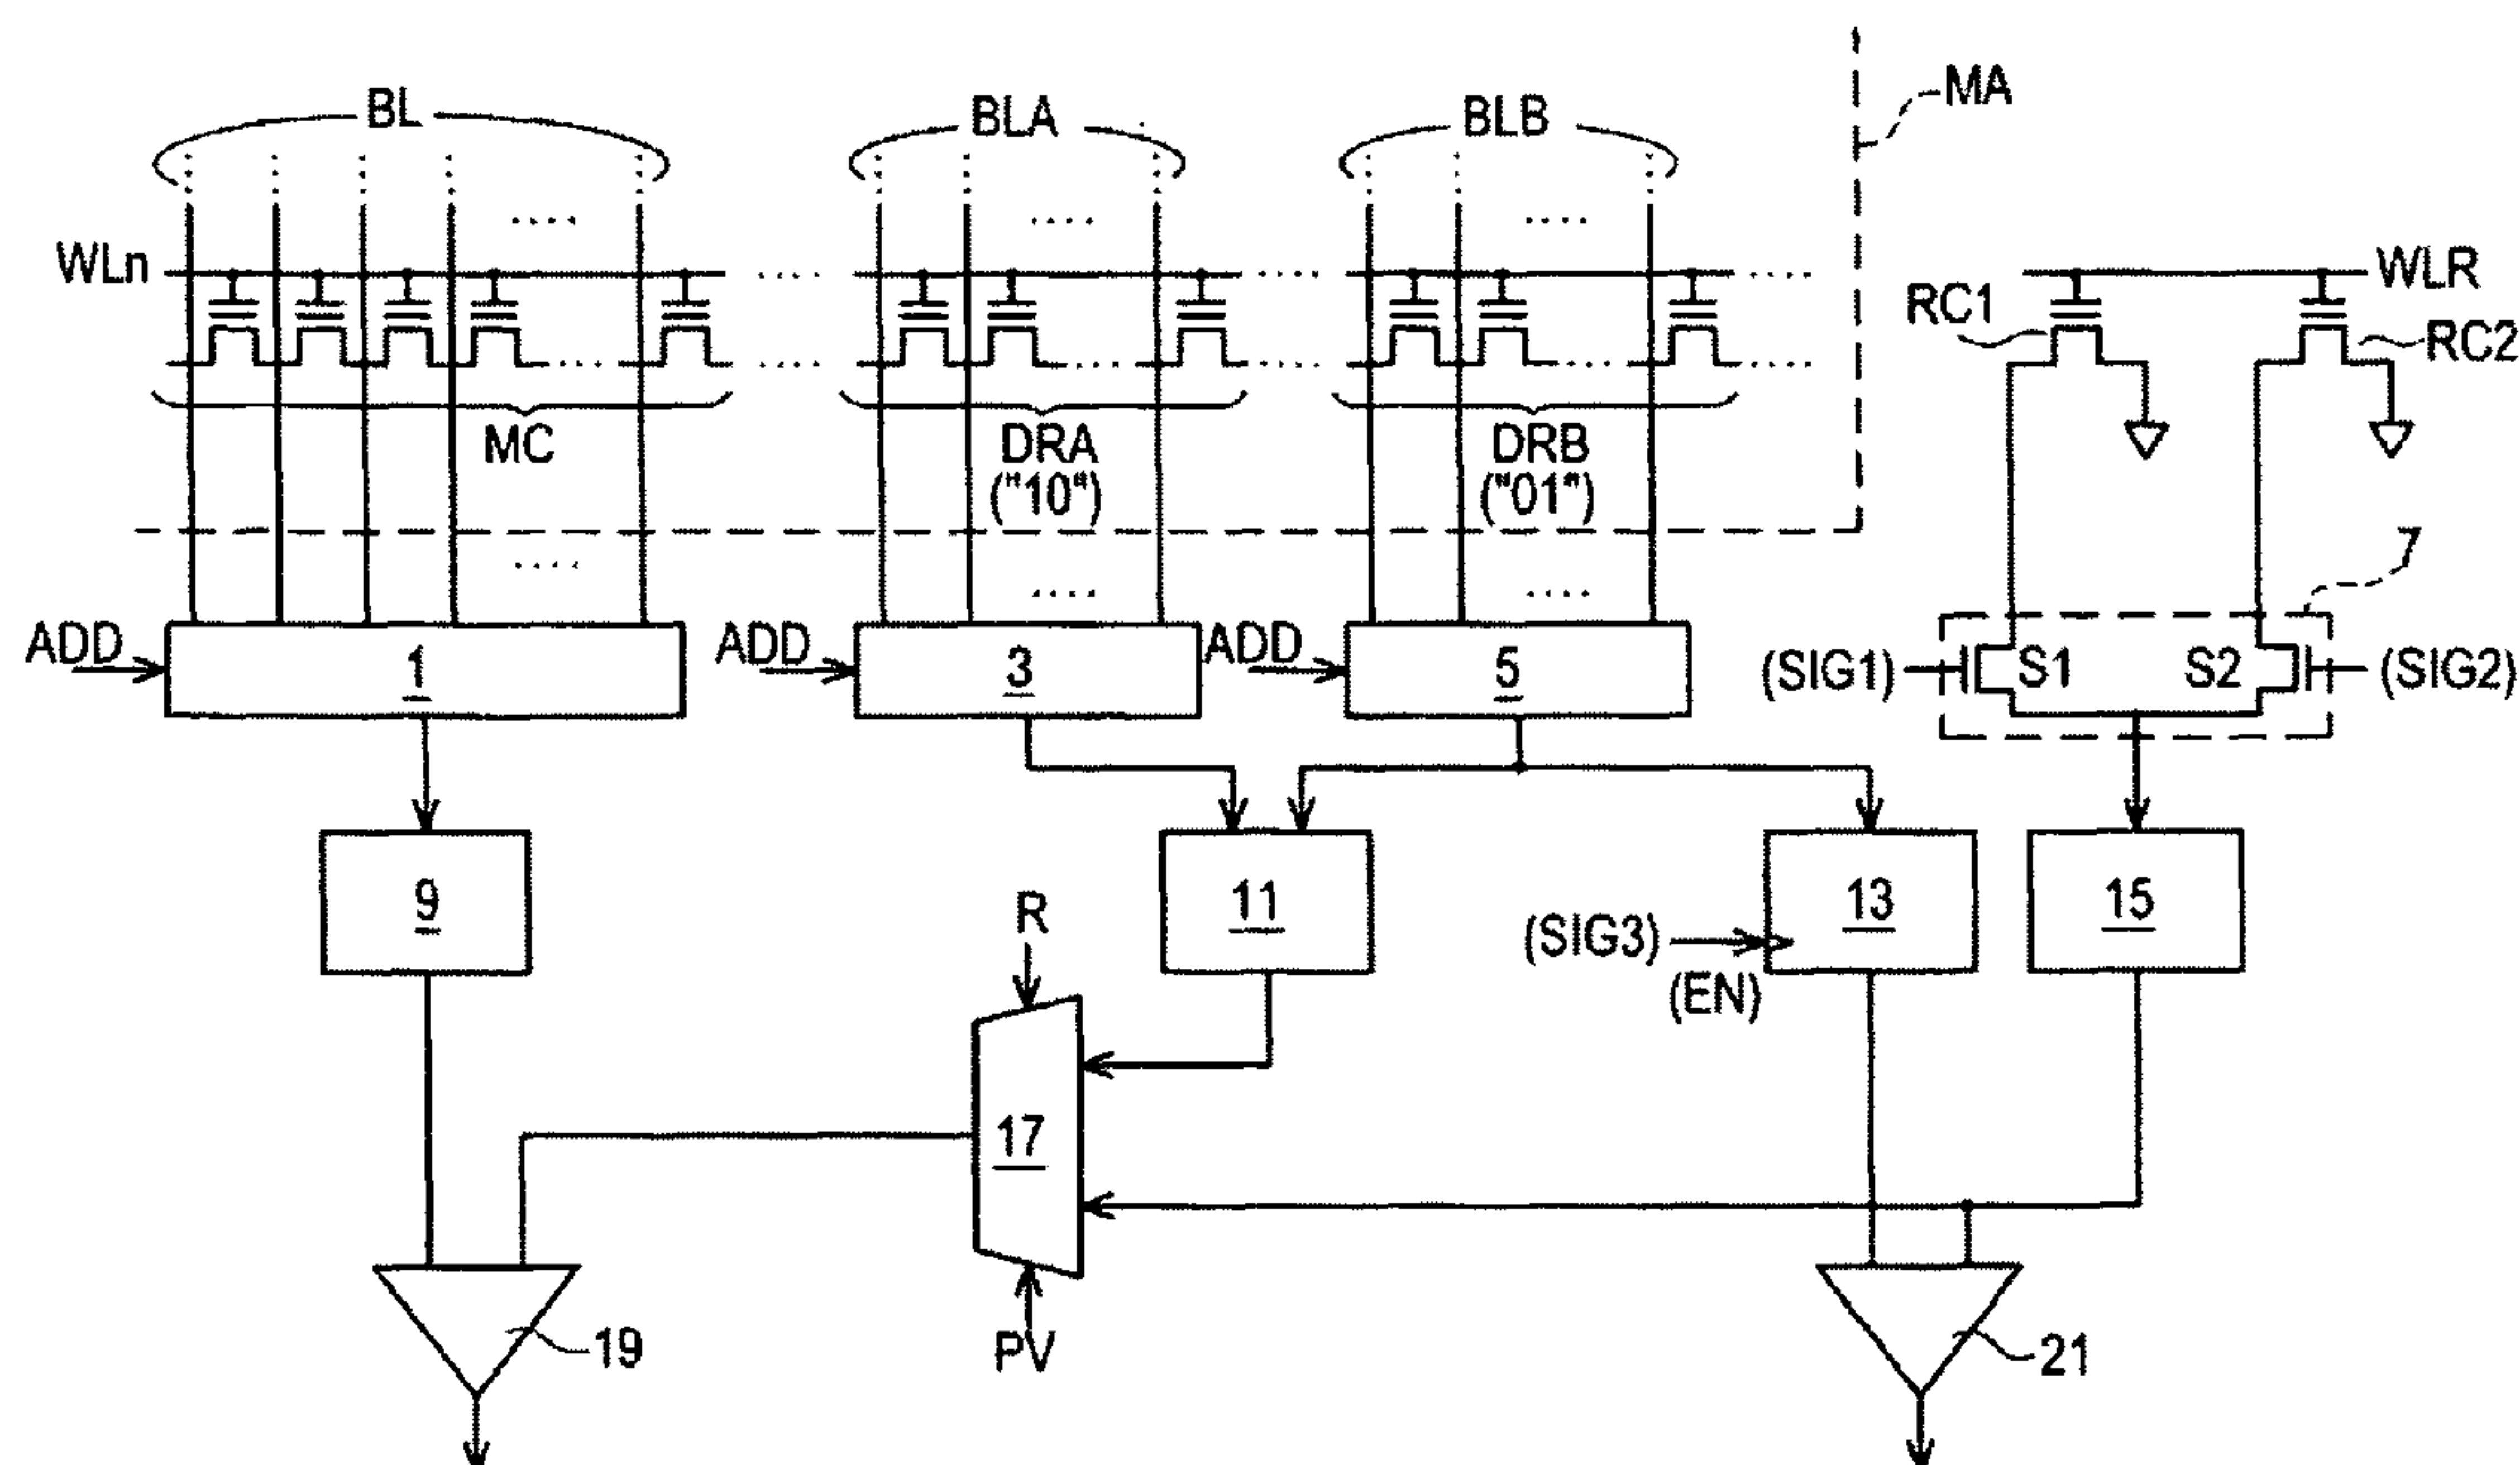 BL BLA BLB MA
WLn WLR
RC1 RC2
MC DRA DRB
("10") ("01")
7
ADD 1 ADD 3 ADD 5 (SIG1) S1 S2 (SIG2)
9 R 11 (SIG3) 13 15
(EN)
17
PV 19 21